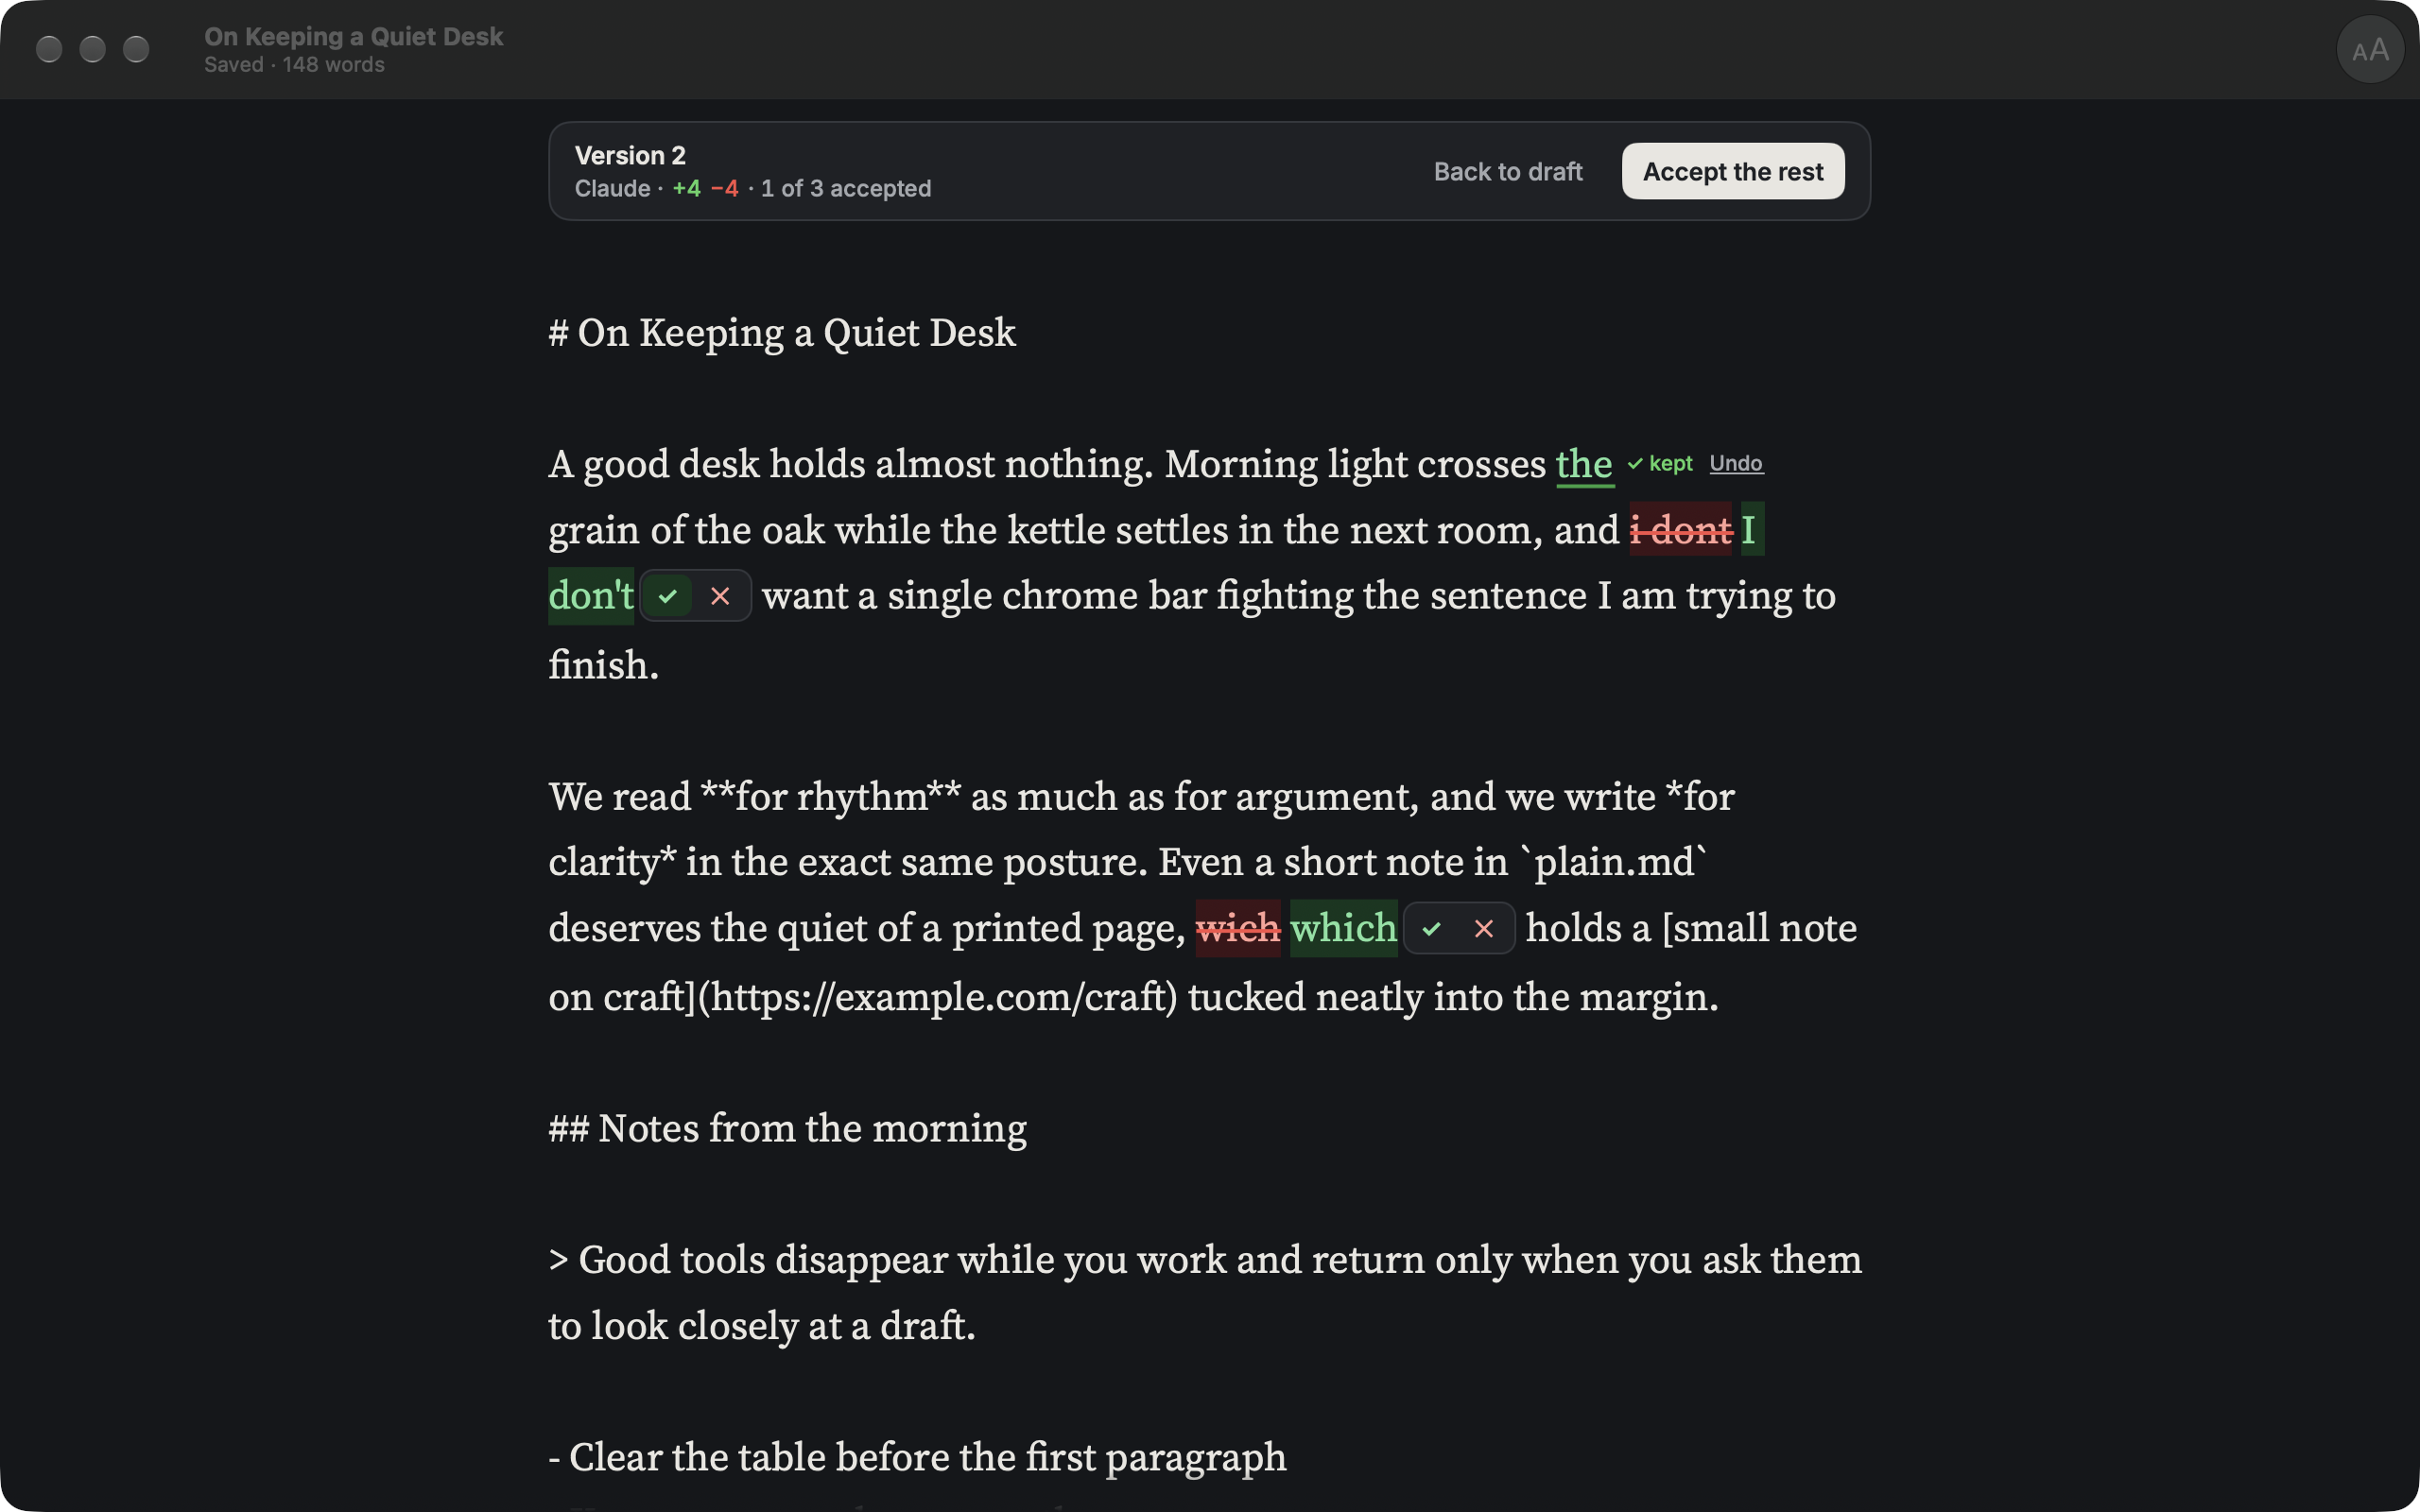 On Keeping a Quiet Desk
Saved · 148 words
AA
Version 2
Claude · +4 −4 · 1 of 3 accepted
Back to draft
Accept the rest
# On Keeping a Quiet Desk
A good desk holds almost nothing. Morning light crosses the ✓ kept Undo
grain of the oak while the kettle settles in the next room, and i dont I
don't ✓ ✕ want a single chrome bar fighting the sentence I am trying to
finish.
We read **for rhythm** as much as for argument, and we write *for
clarity* in the exact same posture. Even a short note in `plain.md`
deserves the quiet of a printed page, wich which ✓ ✕ holds a [small note
on craft](https://example.com/craft) tucked neatly into the margin.
## Notes from the morning
> Good tools disappear while you work and return only when you ask them
to look closely at a draft.
- Clear the table before the first paragraph